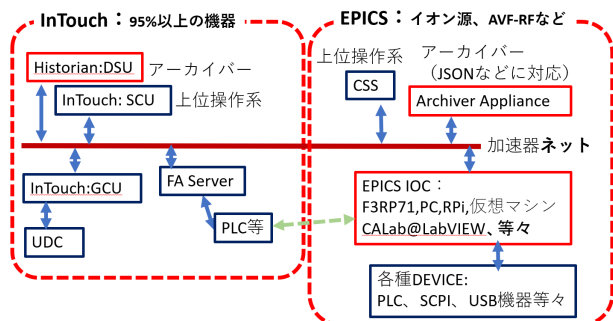 InTouch：95%以上の機器
Historian:DSU
アーカイバー
InTouch: SCU
上位操作系
InTouch:GCU
UDC
FA Server
PLC等
EPICS：イオン源、AVF-RFなど
上位操作系
CSS
アーカイバー
（JSONなどに対応）
Archiver Appliance
加速器ネット
EPICS IOC：
F3RP71,PC,RPi,仮想マシン
CALab@LabVIEW、等々
各種DEVICE:
PLC、SCPI、USB機器等々